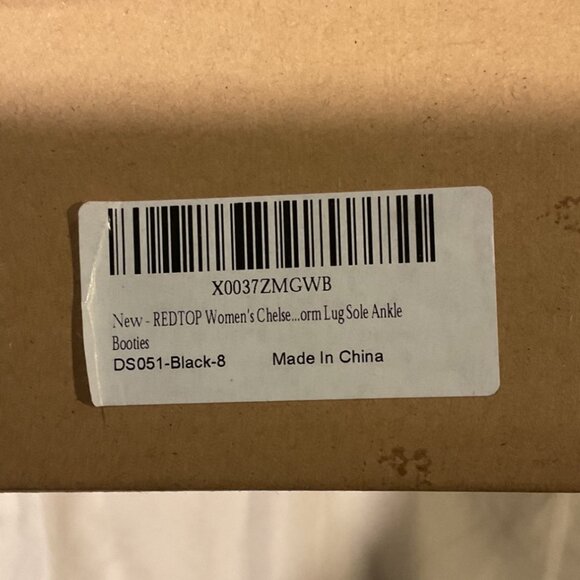 X0037ZMGWB
New - REDTOP Women's Chelse...orm Lug Sole Ankle
Booties
DS051-Black-8 Made In China